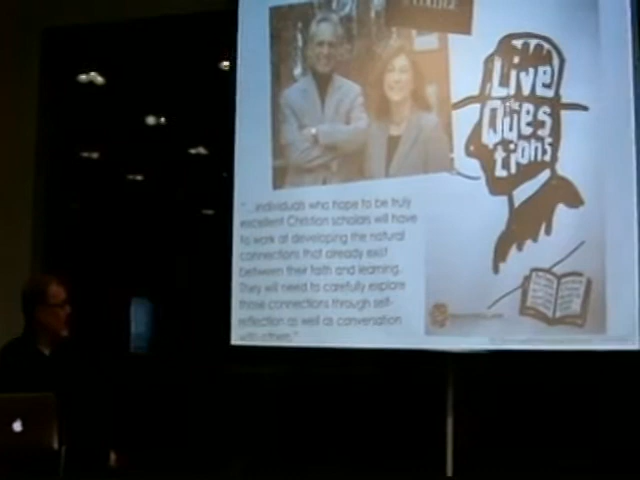 Live
the
Ques
tions
"...individuals who hope to be truly
excellent Christian scholars will have
to work at developing the natural
connections that already exist
between their faith and learning.
They will need to carefully explore
those connections through self-
reflection as well as conversation
with others."